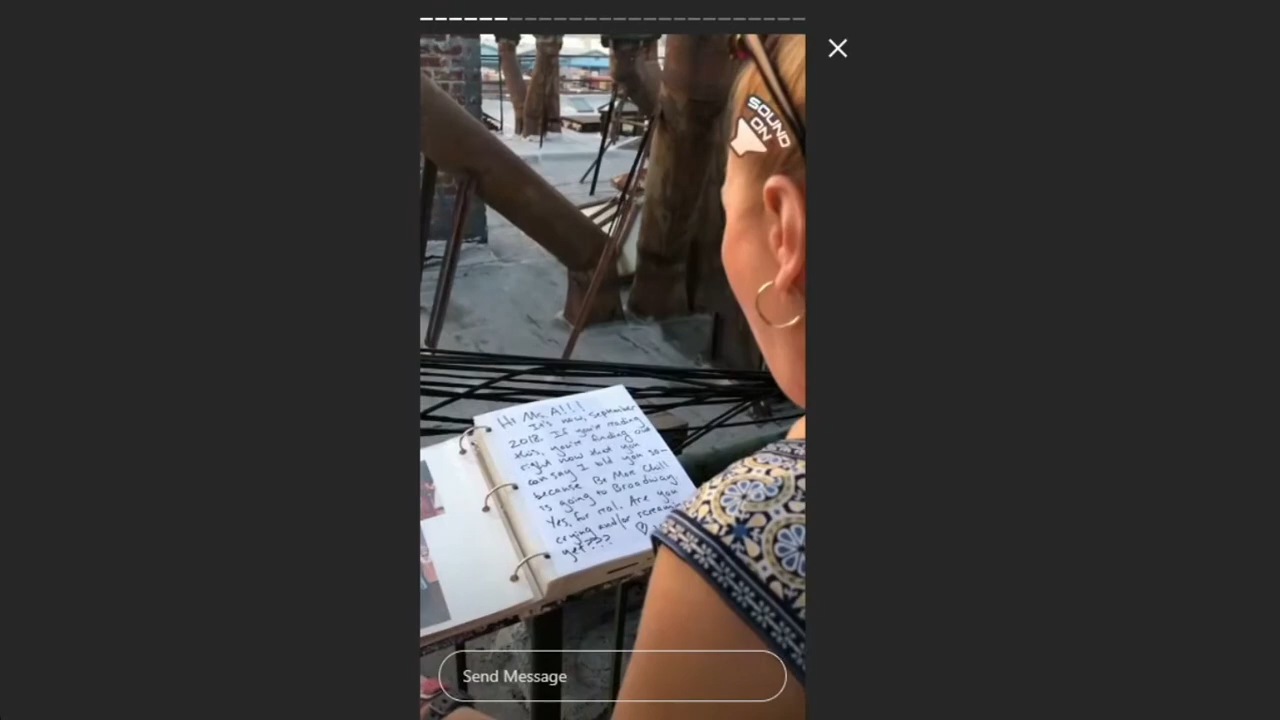 SOUND
ON
Hi Ms. A!!!
It's now, September
2018. If you're reading
this, you're finding out
right now that you
can say I told you so—
because Be More Chill
is going to Broadway.
Yes, for real. Are you
crying and/or screaming
yet???
Send Message